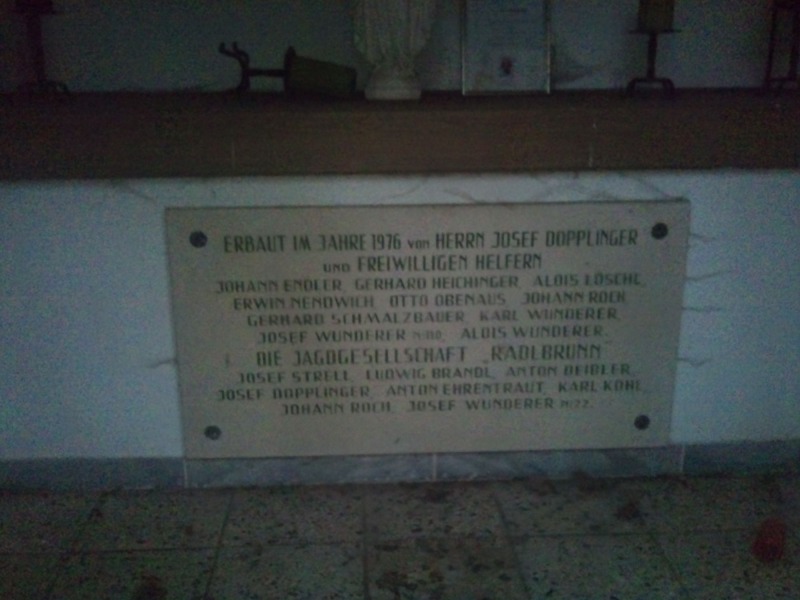 ERBAUT IM JAHRE 1976 VON HERRN JOSEF DOPPLINGER
UND FREIWILLIGEN HELFERN
JOHANN ENDLER, GERHARD HEICHINGER, ALOIS LÖSCHL,
ERWIN NENDWICH, OTTO OBENAUS, JOHANN ROCH,
GERHARD SCHMALZBAUER, KARL WUNDERER,
JOSEF WUNDERER ALOIS WUNDERER.
DIE JAGDGESELLSCHAFT „RADLBRUNN"
JOSEF STRELL, LUDWIG BRANDL, ANTON DEIBLER,
JOSEF DOPPLINGER, ANTON EHRENTRAUT, KARL KOHL,
JOHANN ROCH, JOSEF WUNDERER